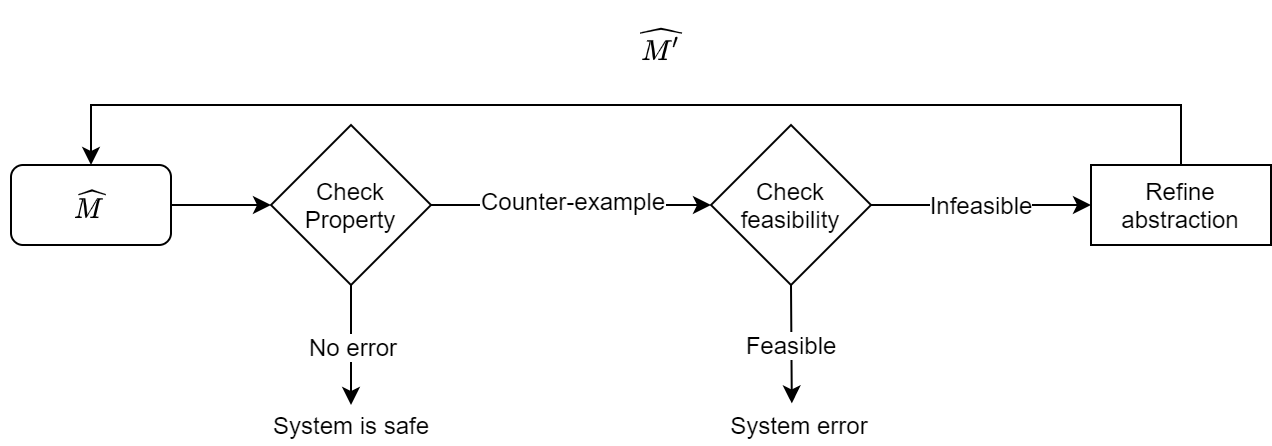 $\widehat{M'}$
$\widehat{M}$
Check
Property
Counter-example
Check
feasibility
Infeasible
Refine
abstraction
No error
Feasible
System is safe
System error